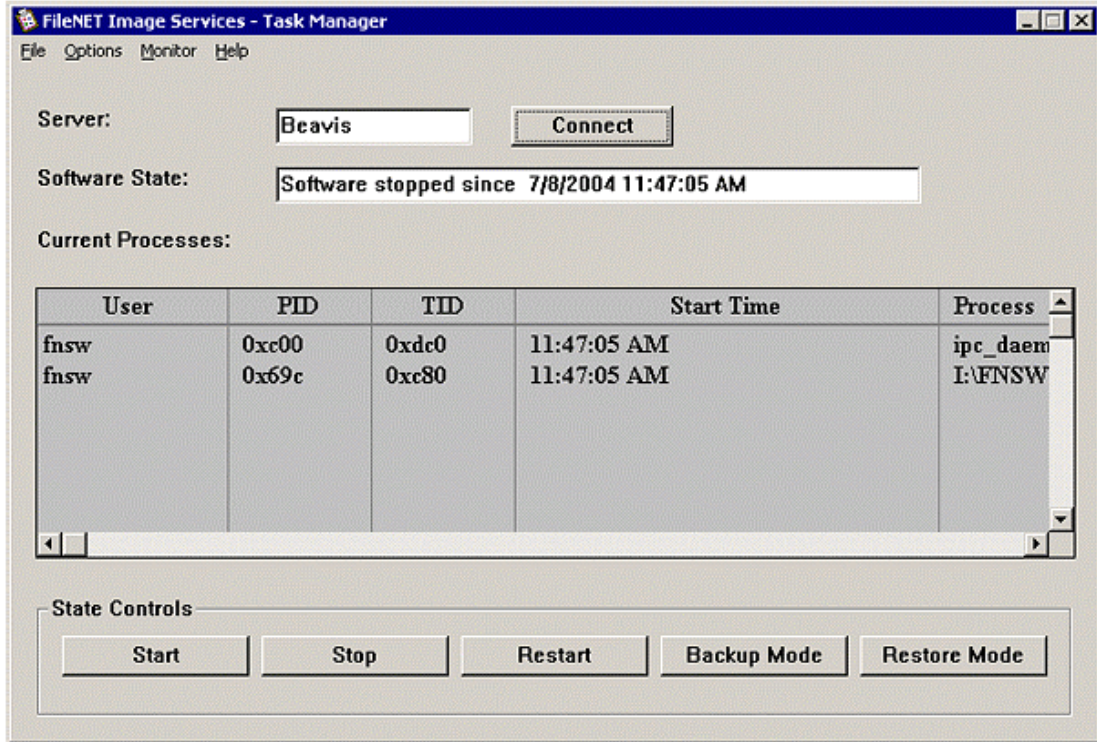 FileNET Image Services - Task Manager
File Options Monitor Help
Server: Beavis Connect
Software State: Software stopped since 7/8/2004 11:47:05 AM
Current Processes:
User PID TID Start Time Process
fnsw 0xc00 0xdc0 11:47:05 AM ipc_daem
fnsw 0x69c 0xc80 11:47:05 AM I:\FNSW
State Controls
Start Stop Restart Backup Mode Restore Mode